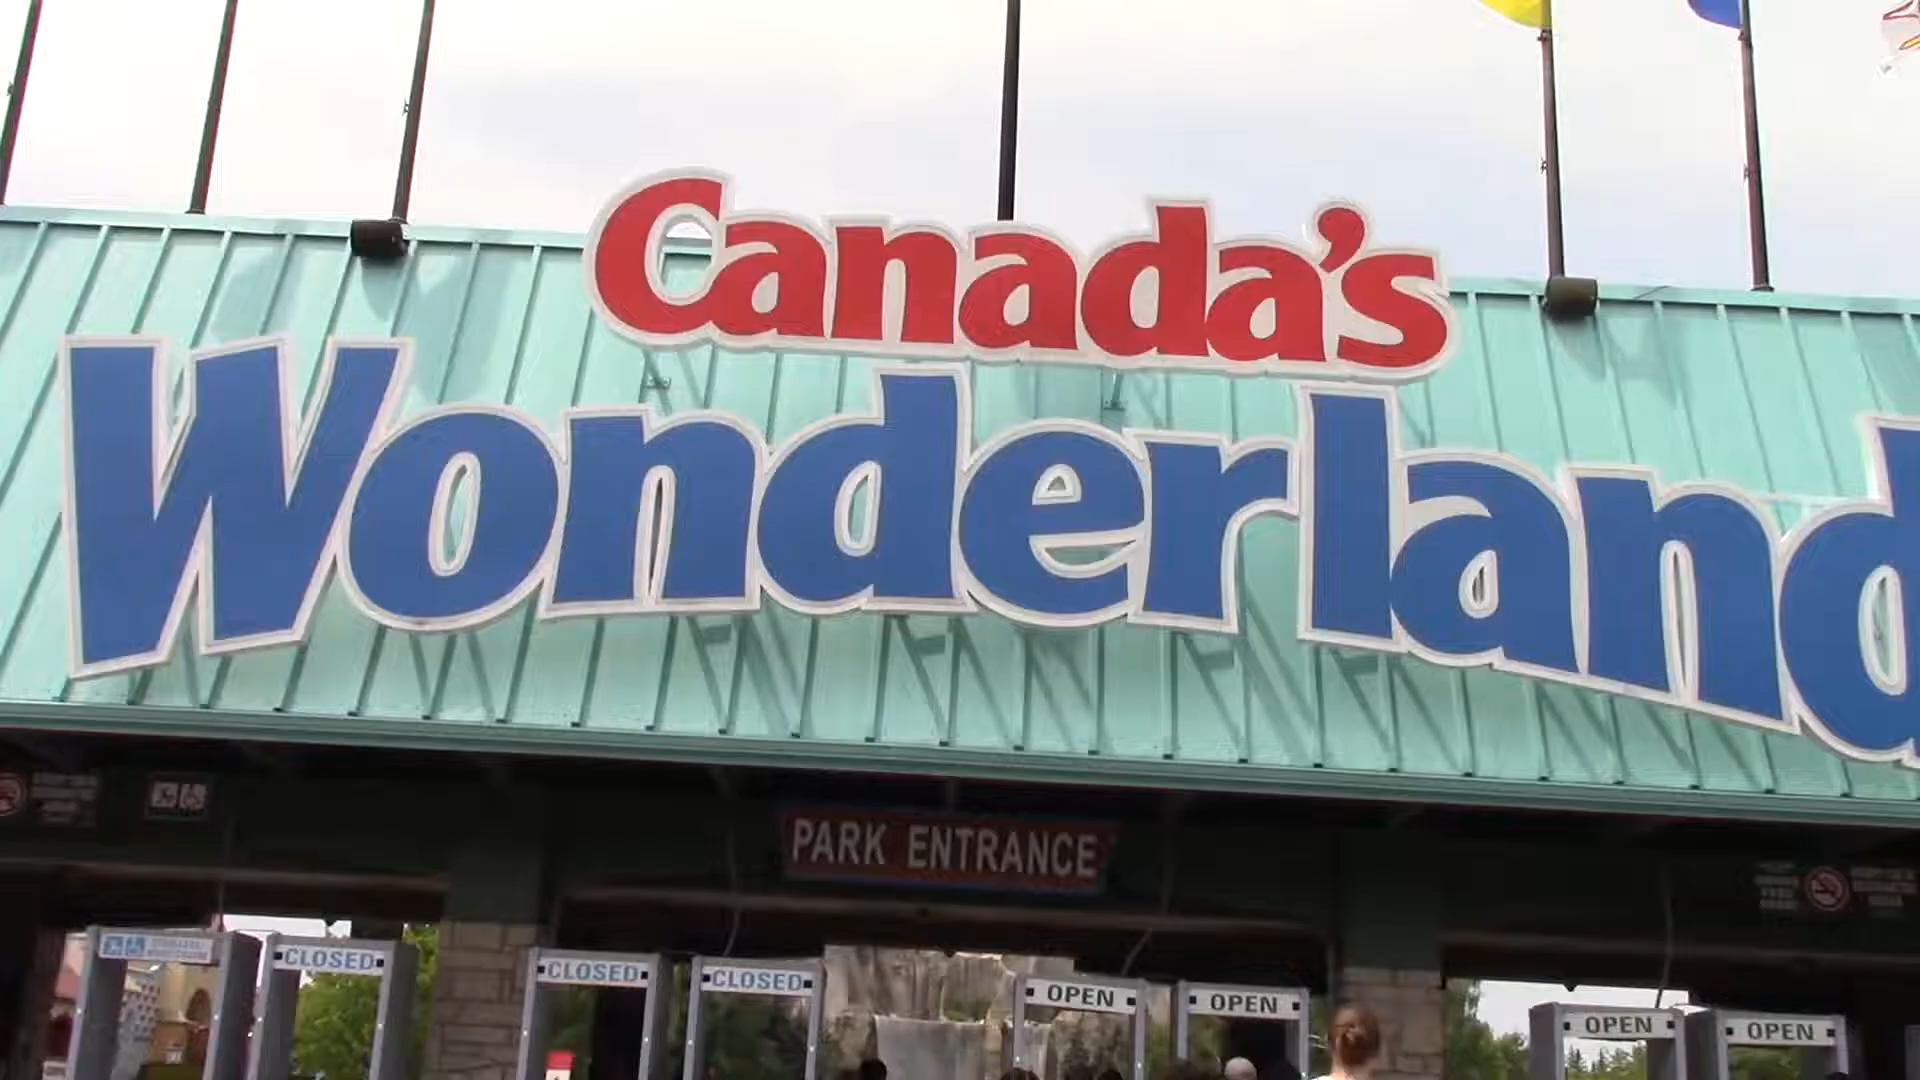 Canada's
Wonderland
PARK ENTRANCE
CLOSED
CLOSED
CLOSED
OPEN
OPEN
OPEN
OPEN